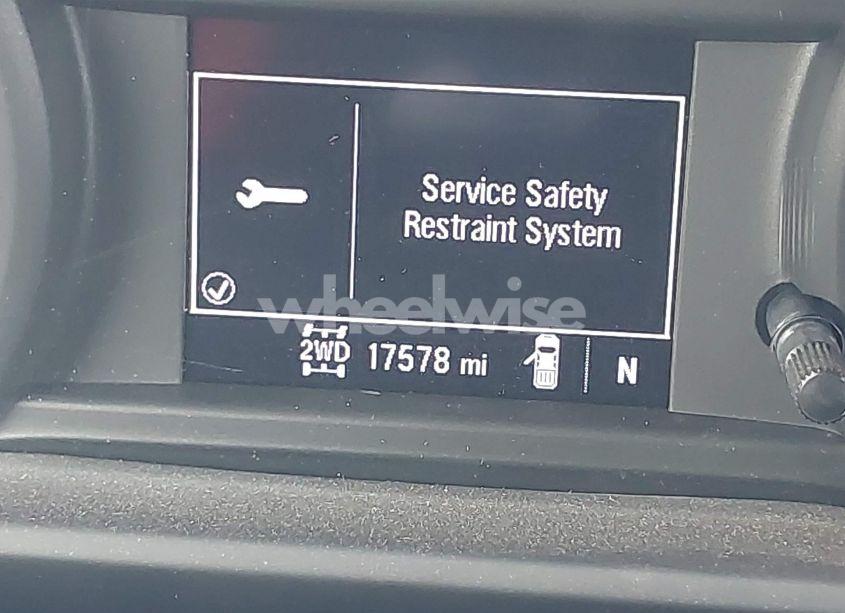 Service Safety
Restraint System
wheelwise
2WD 17578 mi N